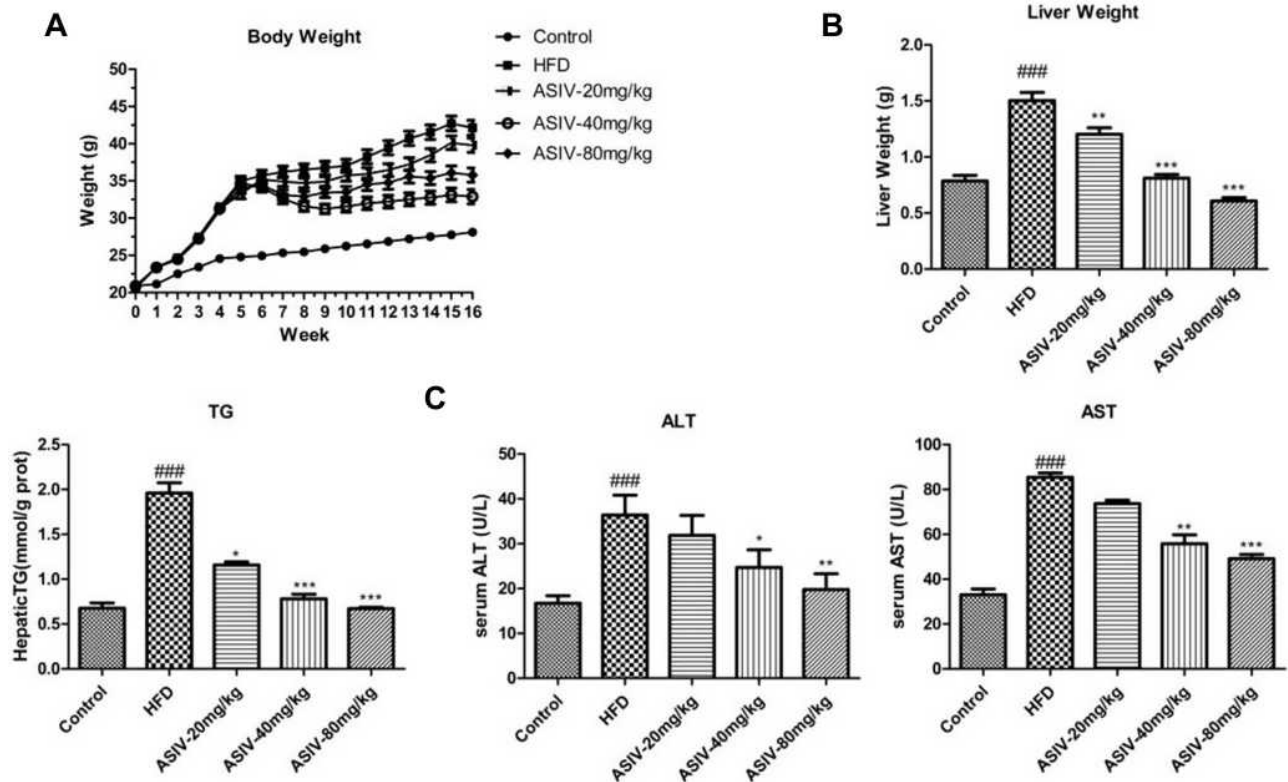 A
Body Weight
Weight (g)
50
45
40
35
30
25
20
0 1 2 3 4 5 6 7 8 9 10 11 12 13 14 15 16
Week
Control
HFD
ASIV-20mg/kg
ASIV-40mg/kg
ASIV-80mg/kg
B
Liver Weight
Liver Weight (g)
2.0
1.5
1.0
0.5
0.0
###
**
***
***
Control
HFD
ASIV-20mg/kg
ASIV-40mg/kg
ASIV-80mg/kg
TG
HepaticTG(mmol/g prot)
2.5
2.0
1.5
1.0
0.5
0.0
###
*
***
***
Control
HFD
ASIV-20mg/kg
ASIV-40mg/kg
ASIV-80mg/kg
C
ALT
serum ALT (U/L)
50
40
30
20
10
0
###
*
**
Control
HFD
ASIV-20mg/kg
ASIV-40mg/kg
ASIV-80mg/kg
AST
serum AST (U/L)
100
80
60
40
20
0
###
**
***
Control
HFD
ASIV-20mg/kg
ASIV-40mg/kg
ASIV-80mg/kg